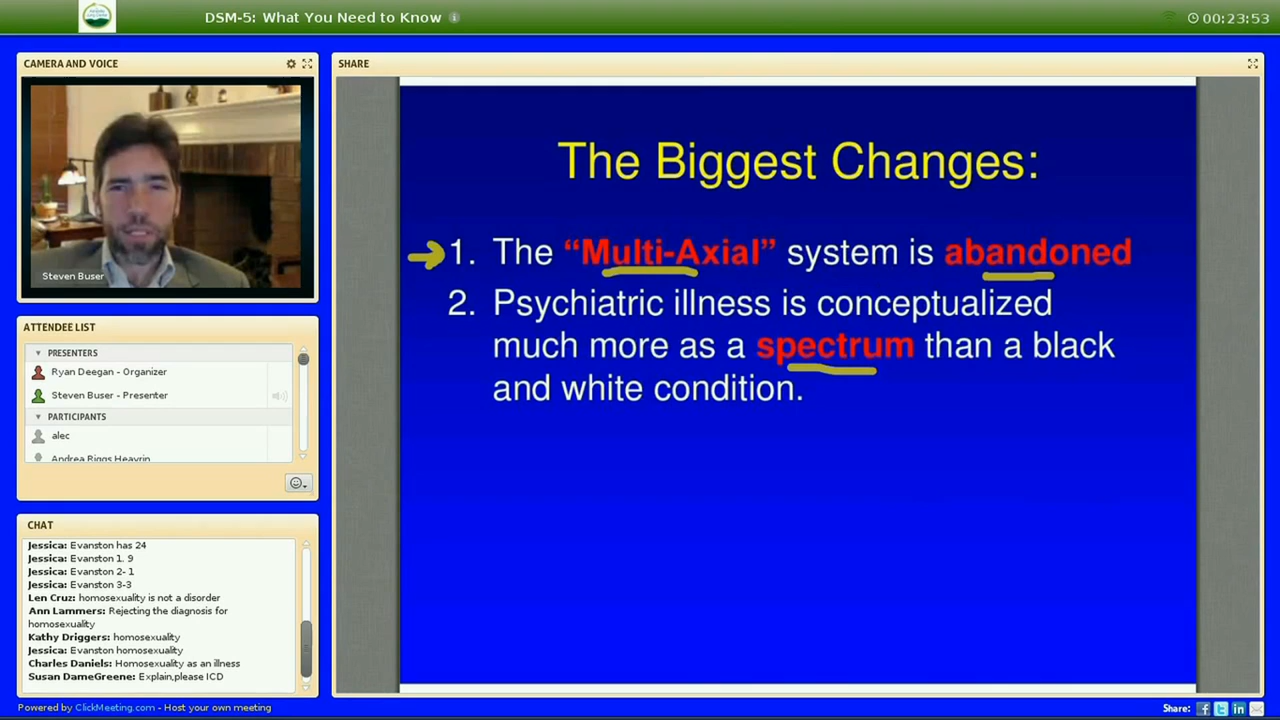 DSM-5: What You Need to Know
00:23:53
CAMERA AND VOICE
Steven Buser
ATTENDEE LIST
PRESENTERS
Ryan Deegan - Organizer
Steven Buser - Presenter
PARTICIPANTS
alec
Andrea Riggs Heavrin
CHAT
Jessica: Evanston has 24
Jessica: Evanston 1. 9
Jessica: Evanston 2- 1
Jessica: Evanston 3-3
Len Cruz: homosexuality is not a disorder
Ann Lammers: Rejecting the diagnosis for
homosexuality
Kathy Driggers: homosexuality
Jessica: Evanston homosexuality
Charles Daniels: Homosexuality as an illness
Susan DameGreene: Explain,please ICD
SHARE
The Biggest Changes:
1. The “Multi-Axial” system is abandoned
2. Psychiatric illness is conceptualized
much more as a spectrum than a black
and white condition.
Powered by ClickMeeting.com - Host your own meeting
Share: